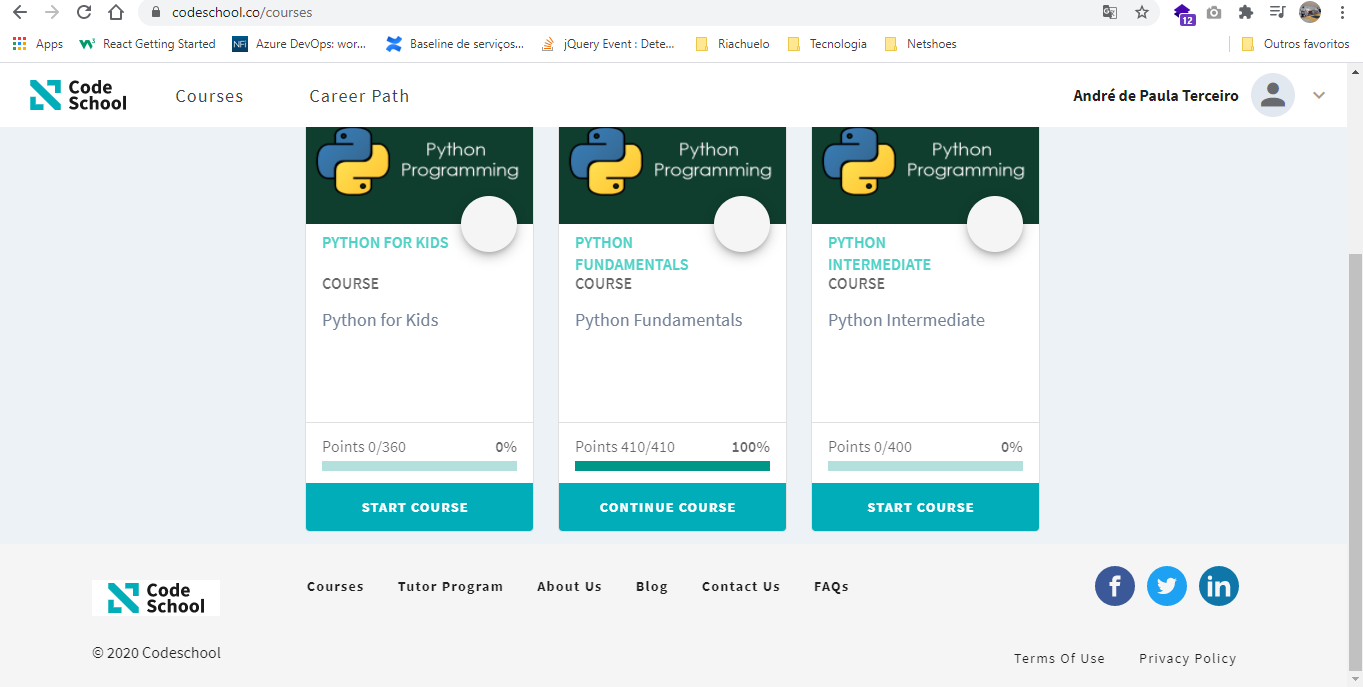 codeschool.co/courses
12
Apps
React Getting Started
NFi
Azure DevOps: wor...
Baseline de serviços...
jQuery Event : Dete...
Riachuelo
Tecnologia
Netshoes
Outros favoritos
Code
School
Courses
Career Path
André de Paula Terceiro
Python
Programming
PYTHON FOR KIDS
COURSE
Python for Kids
Points 0/360 0%
START COURSE
Python
Programming
PYTHON
FUNDAMENTALS
COURSE
Python Fundamentals
Points 410/410 100%
CONTINUE COURSE
Python
Programming
PYTHON
INTERMEDIATE
COURSE
Python Intermediate
Points 0/400 0%
START COURSE
Code
School
Courses
Tutor Program
About Us
Blog
Contact Us
FAQs
© 2020 Codeschool
Terms Of Use
Privacy Policy